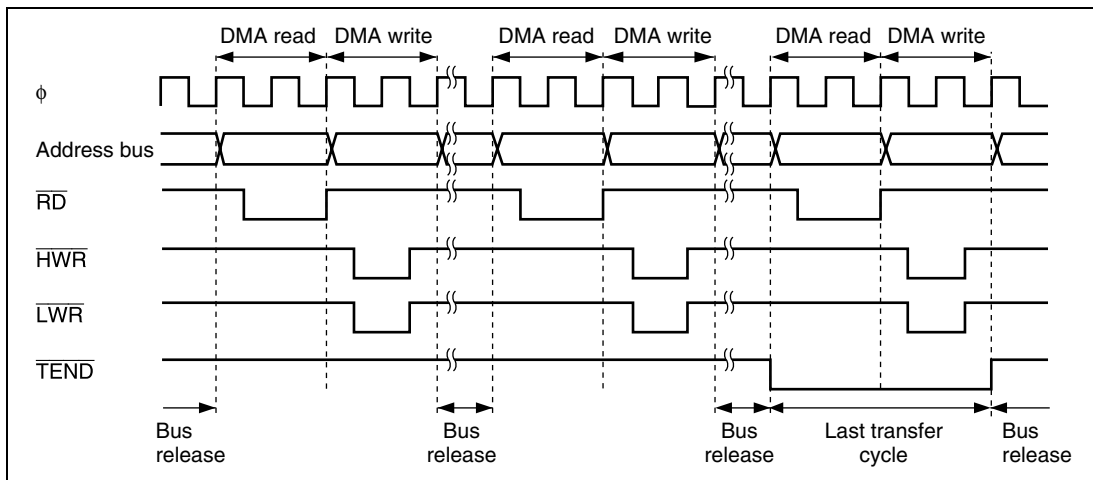 DMA read DMA write DMA read DMA write DMA read DMA write
ϕ
Address bus
RD
HWR
LWR
TEND
Bus release
Bus release
Bus release
Last transfer cycle
Bus release